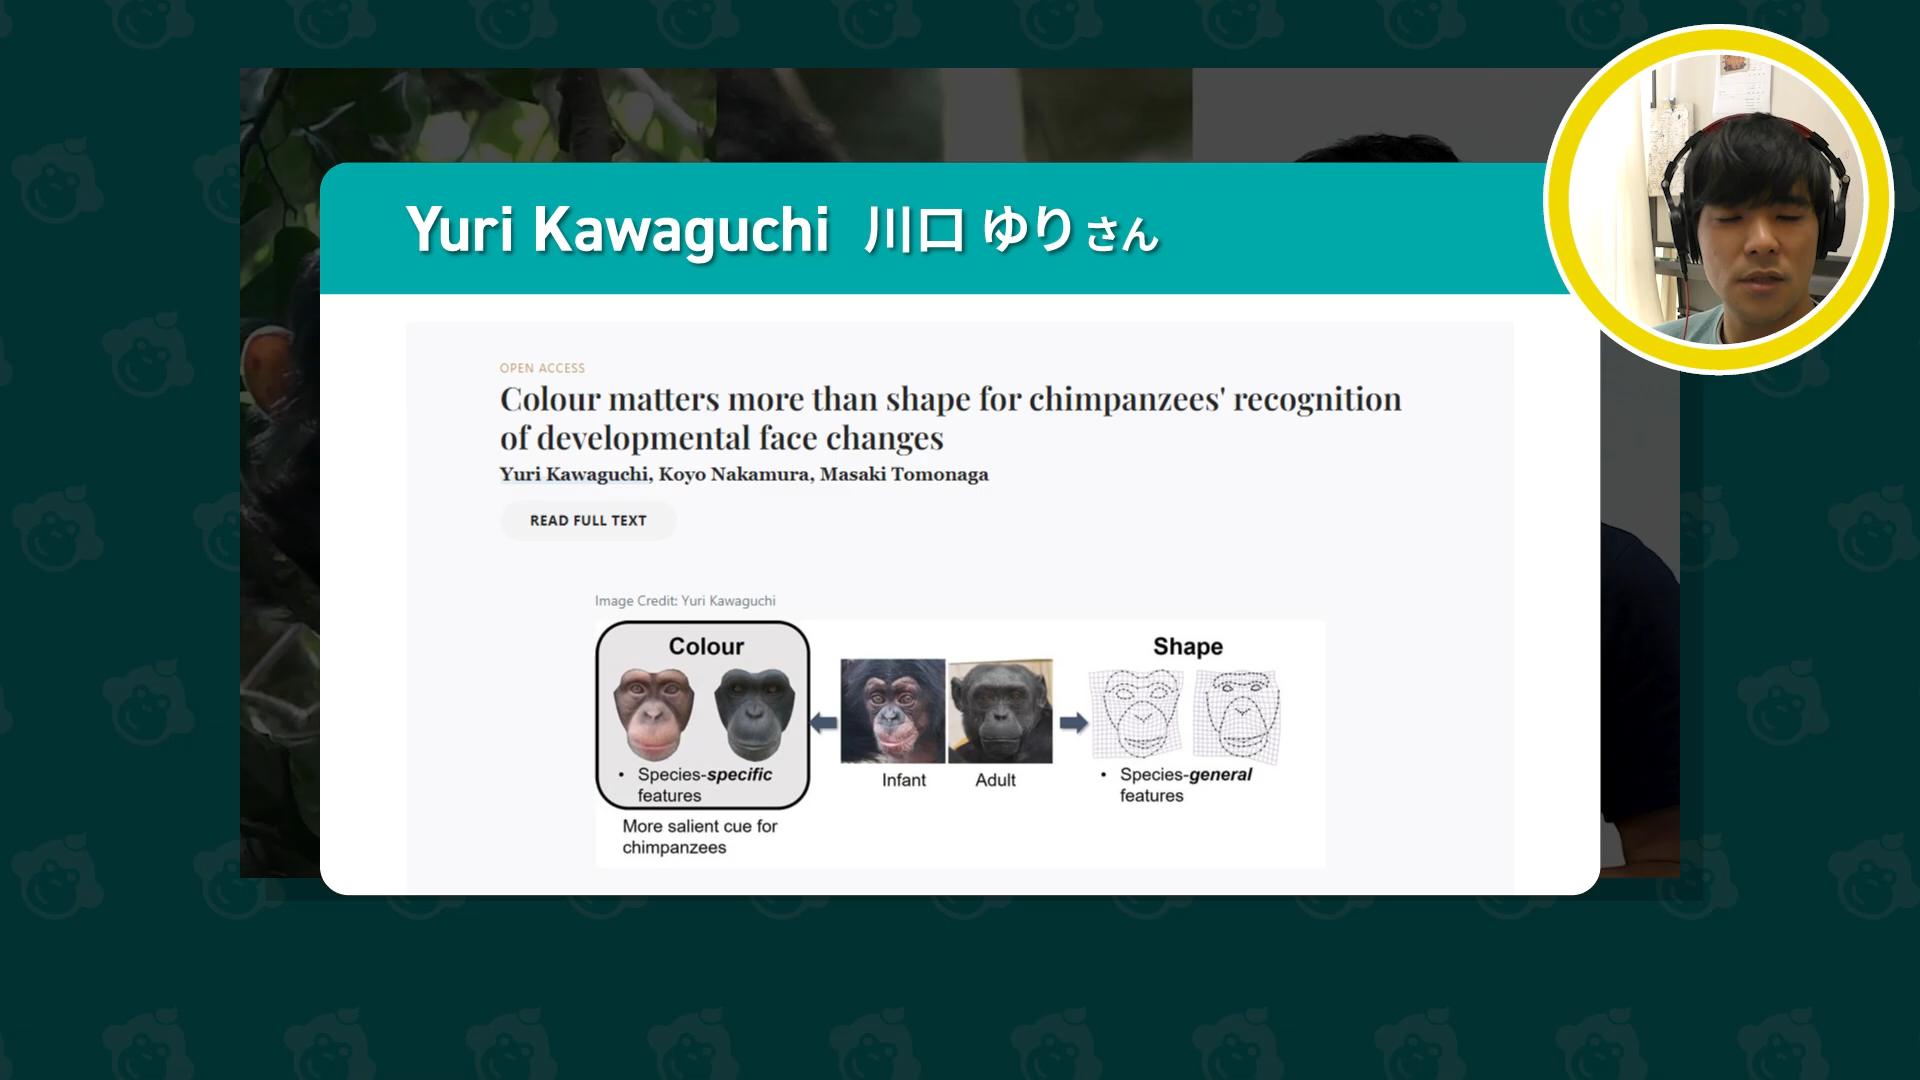 Yuri Kawaguchi 川口 ゆりさん
OPEN ACCESS
Colour matters more than shape for chimpanzees' recognition
of developmental face changes
Yuri Kawaguchi, Koyo Nakamura, Masaki Tomonaga
READ FULL TEXT
Image Credit: Yuri Kawaguchi
Colour
Shape
• Species-specific
features
Infant
Adult
• Species-general
features
More salient cue for
chimpanzees